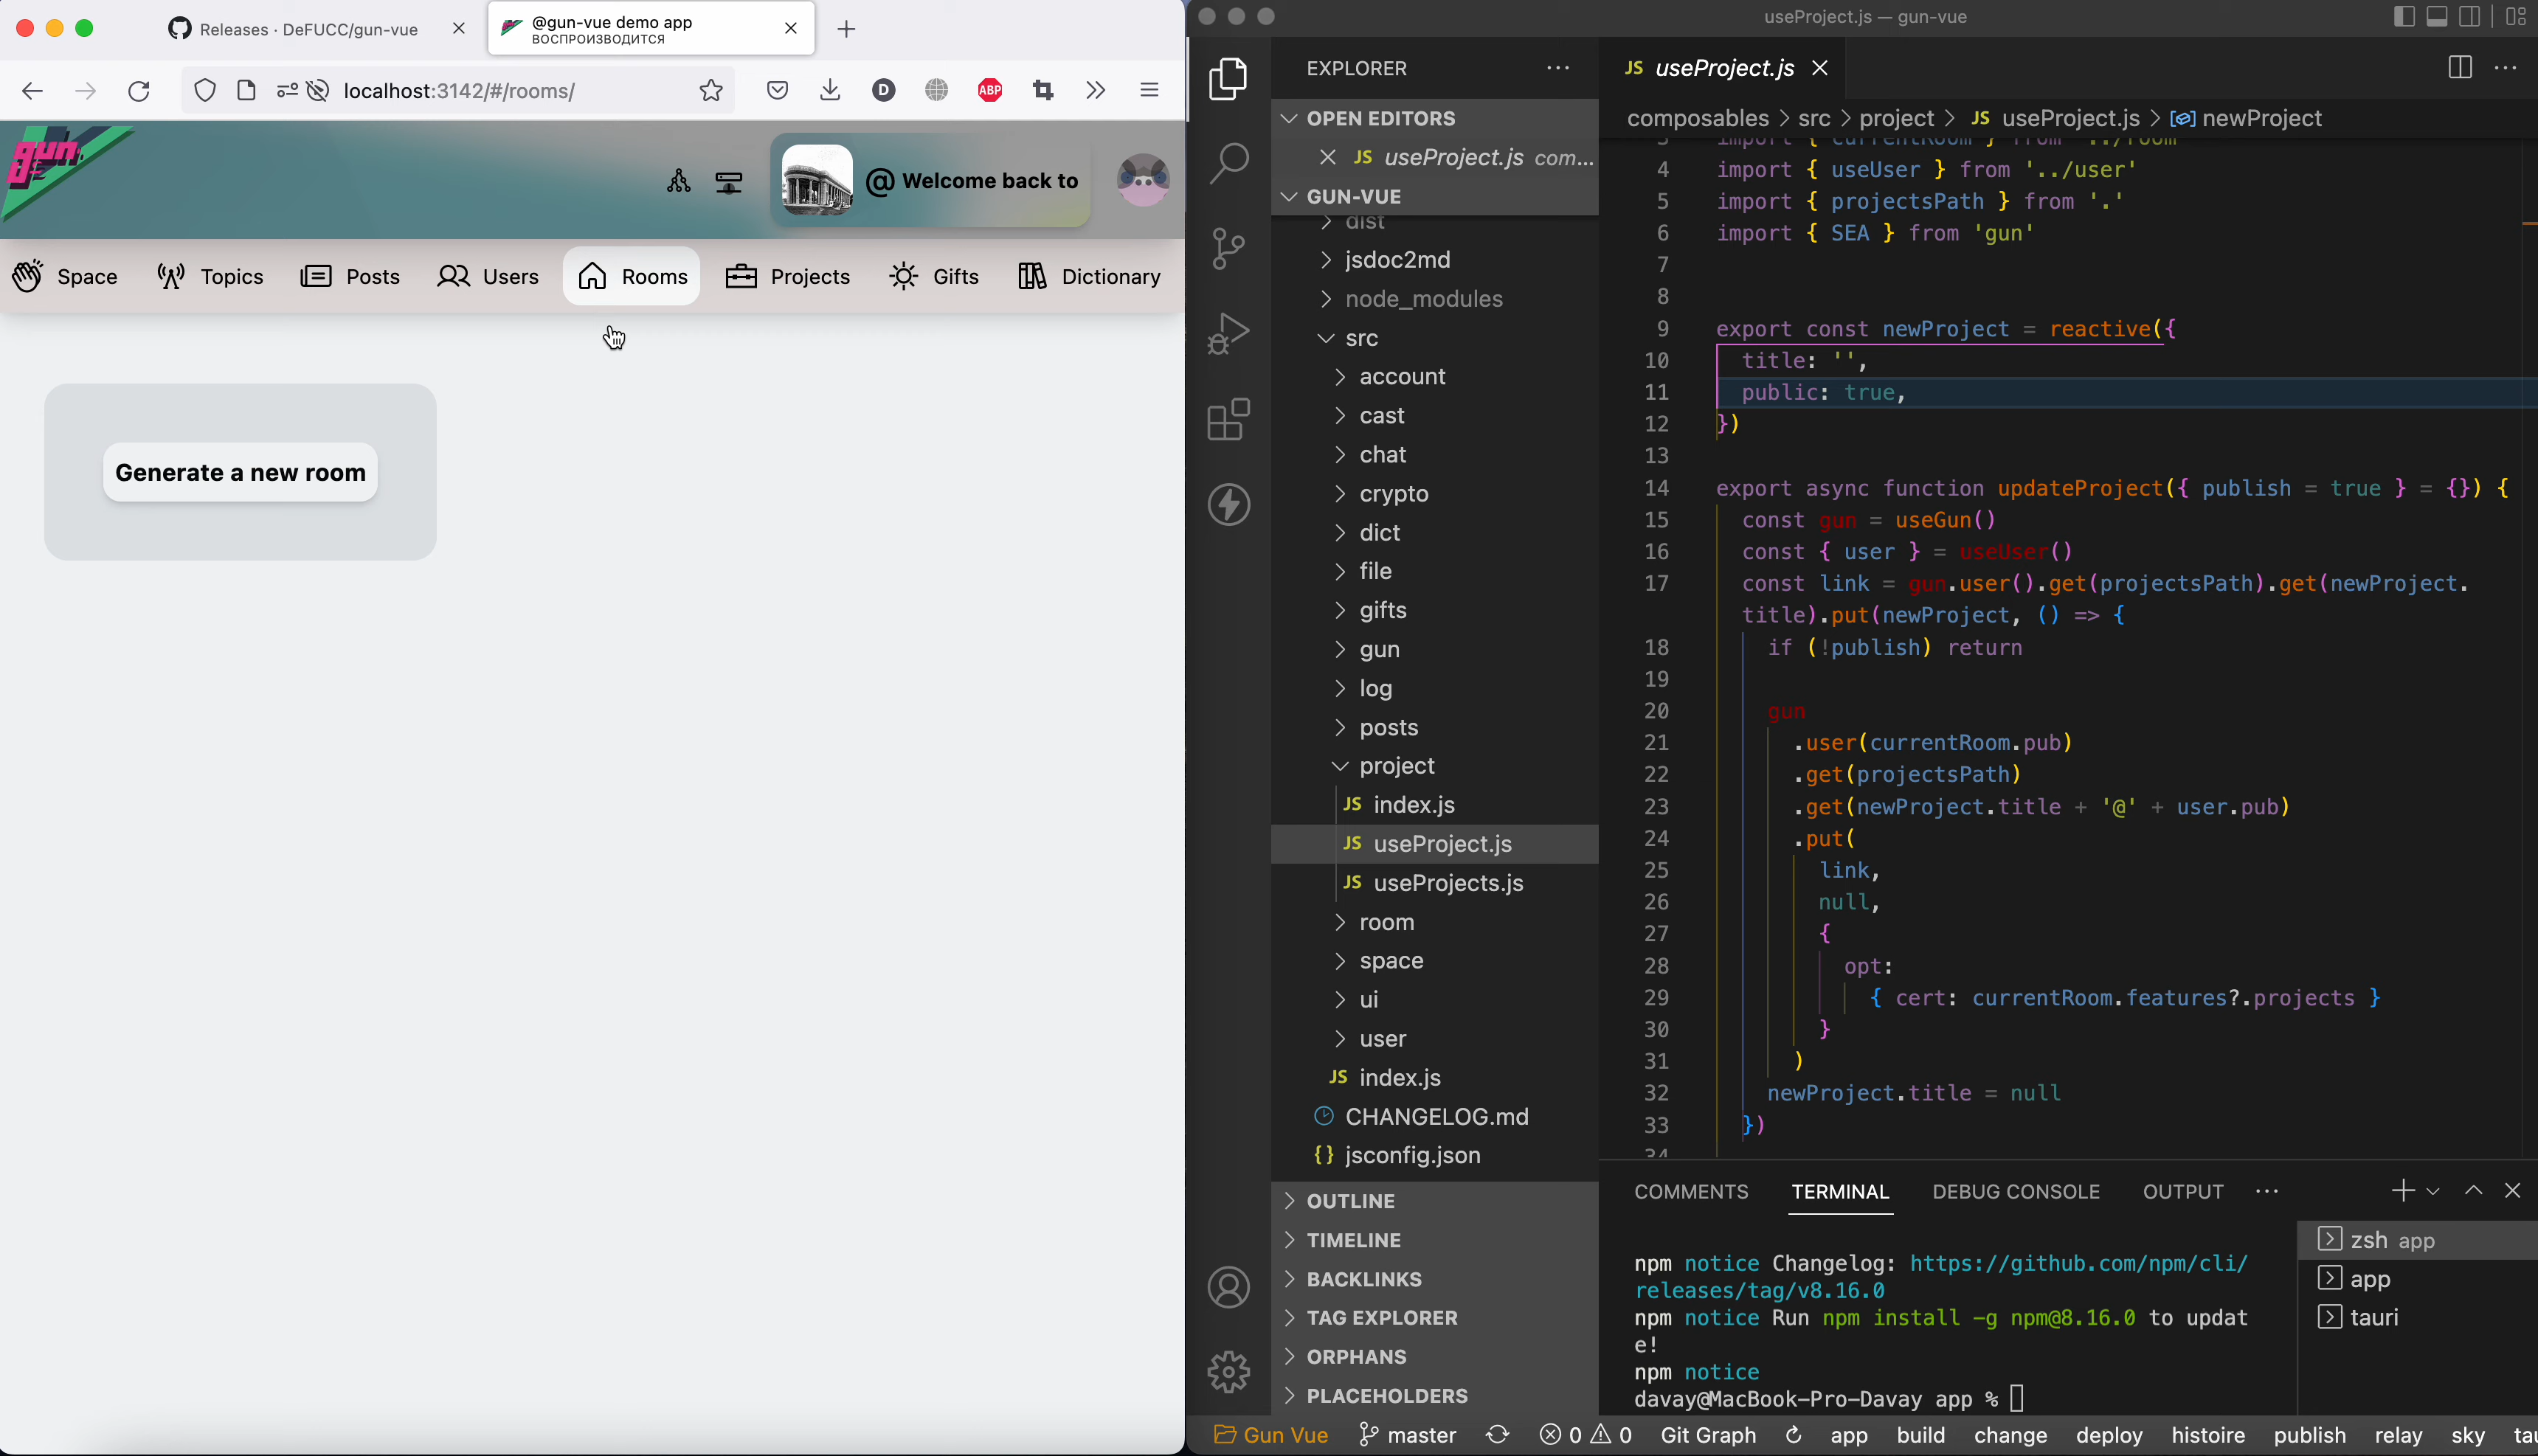 Releases · DeFUCC/gun-vue
@gun-vue demo app
ВОСПРОИЗВОДИТСЯ
localhost:3142/#/rooms/
ABP
gun
@ Welcome back to
Space
Topics
Posts
Users
Rooms
Projects
Gifts
Dictionary
Generate a new room
useProject.js — gun-vue
EXPLORER
OPEN EDITORS
JS useProject.js com...
GUN-VUE
dist
jsdoc2md
node_modules
src
account
cast
chat
crypto
dict
file
gifts
gun
log
posts
project
JS index.js
JS useProject.js
JS useProjects.js
room
space
ui
user
JS index.js
CHANGELOG.md
{} jsconfig.json
OUTLINE
TIMELINE
BACKLINKS
TAG EXPLORER
ORPHANS
PLACEHOLDERS
JS useProject.js
composables > src > project > JS useProject.js > newProject
3 import { currentRoom } from '../room'
4 import { useUser } from '../user'
5 import { projectsPath } from '.'
6 import { SEA } from 'gun'
7
8
9 export const newProject = reactive({
10 title: '',
11 public: true,
12 })
13
14 export async function updateProject({ publish = true } = {}) {
15 const gun = useGun()
16 const { user } = useUser()
17 const link = gun.user().get(projectsPath).get(newProject.
title).put(newProject, () => {
18 if (!publish) return
19
20 gun
21 .user(currentRoom.pub)
22 .get(projectsPath)
23 .get(newProject.title + '@' + user.pub)
24 .put(
25 link,
26 null,
27 {
28 opt:
29 { cert: currentRoom.features?.projects }
30 }
31 )
32 newProject.title = null
33 })
34
COMMENTS
TERMINAL
DEBUG CONSOLE
OUTPUT
npm notice Changelog: https://github.com/npm/cli/
releases/tag/v8.16.0
npm notice Run npm install -g npm@8.16.0 to updat
e!
npm notice
davay@MacBook-Pro-Davay app %
zsh app
app
tauri
Gun Vue
master
0
0
Git Graph
app
build
change
deploy
histoire
publish
relay
sky